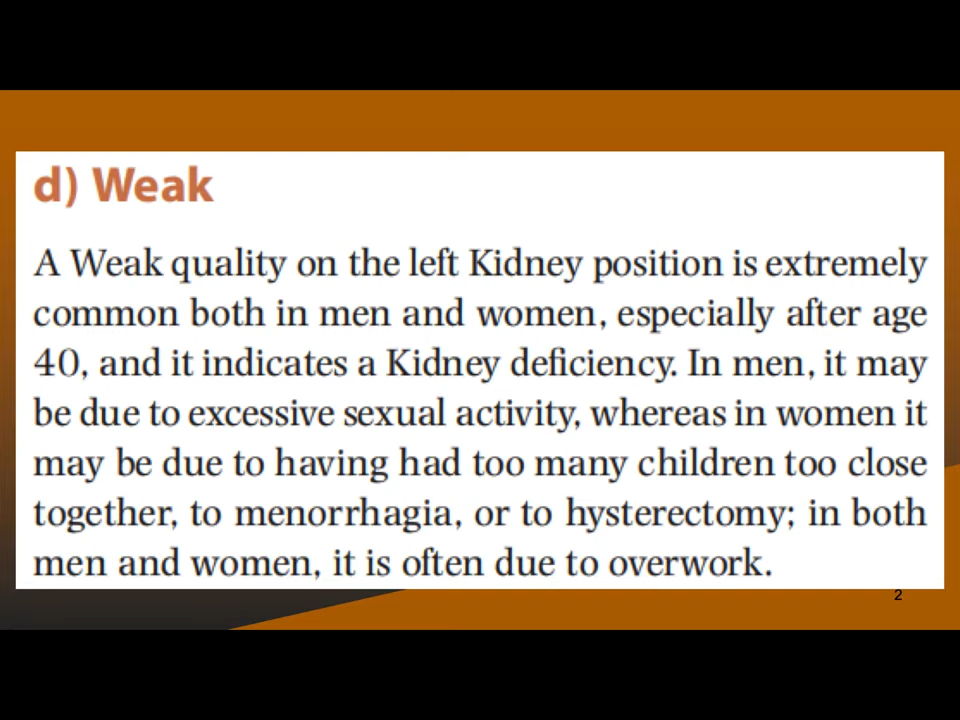 d) Weak
A Weak quality on the left Kidney position is extremely
common both in men and women, especially after age
40, and it indicates a Kidney deficiency. In men, it may
be due to excessive sexual activity, whereas in women it
may be due to having had too many children too close
together, to menorrhagia, or to hysterectomy; in both
men and women, it is often due to overwork.
2